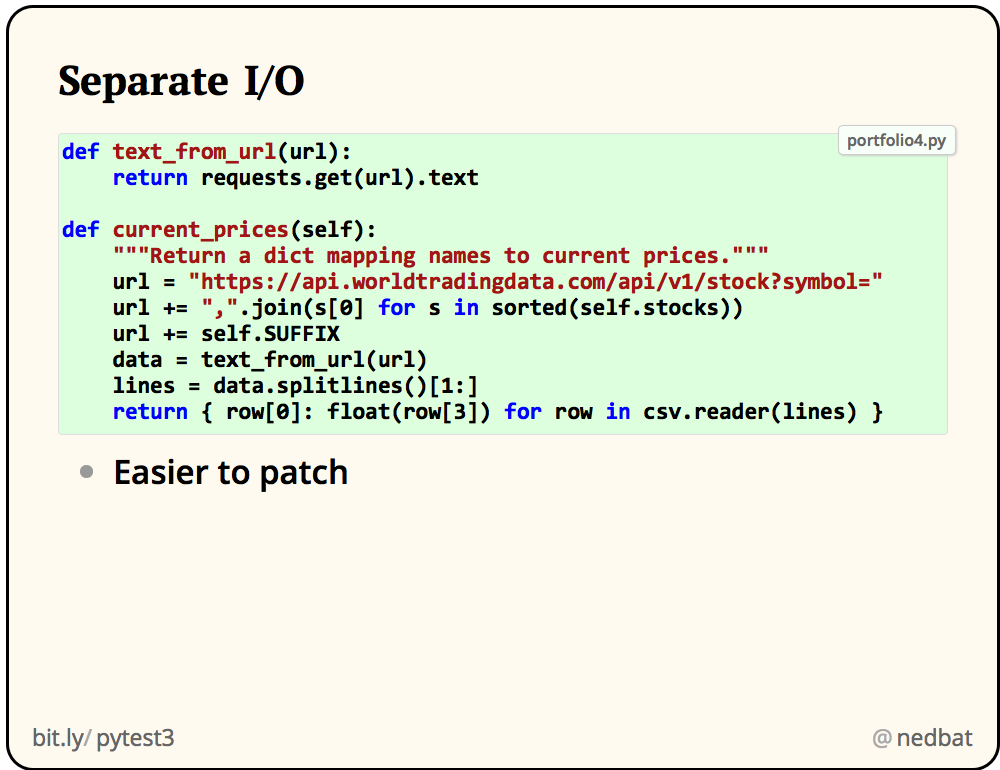 Separate I/O
portfolio4.py
def text_from_url(url):
    return requests.get(url).text

def current_prices(self):
    """Return a dict mapping names to current prices."""
    url = "https://api.worldtradingdata.com/api/v1/stock?symbol="
    url += ",".join(s[0] for s in sorted(self.stocks))
    url += self.SUFFIX
    data = text_from_url(url)
    lines = data.splitlines()[1:]
    return { row[0]: float(row[3]) for row in csv.reader(lines) }
• Easier to patch
bit.ly/pytest3
@nedbat